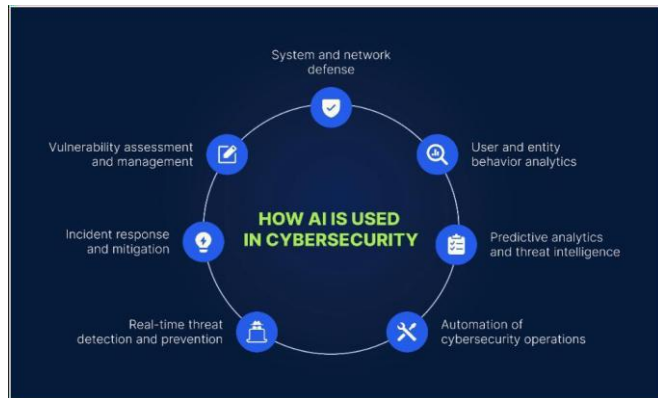 System and network
defense
Vulnerability assessment
and management
User and entity
behavior analytics
HOW AI IS USED
IN CYBERSECURITY
Incident response
and mitigation
Predictive analytics
and threat intelligence
Real-time threat
detection and prevention
Automation of
cybersecurity operations